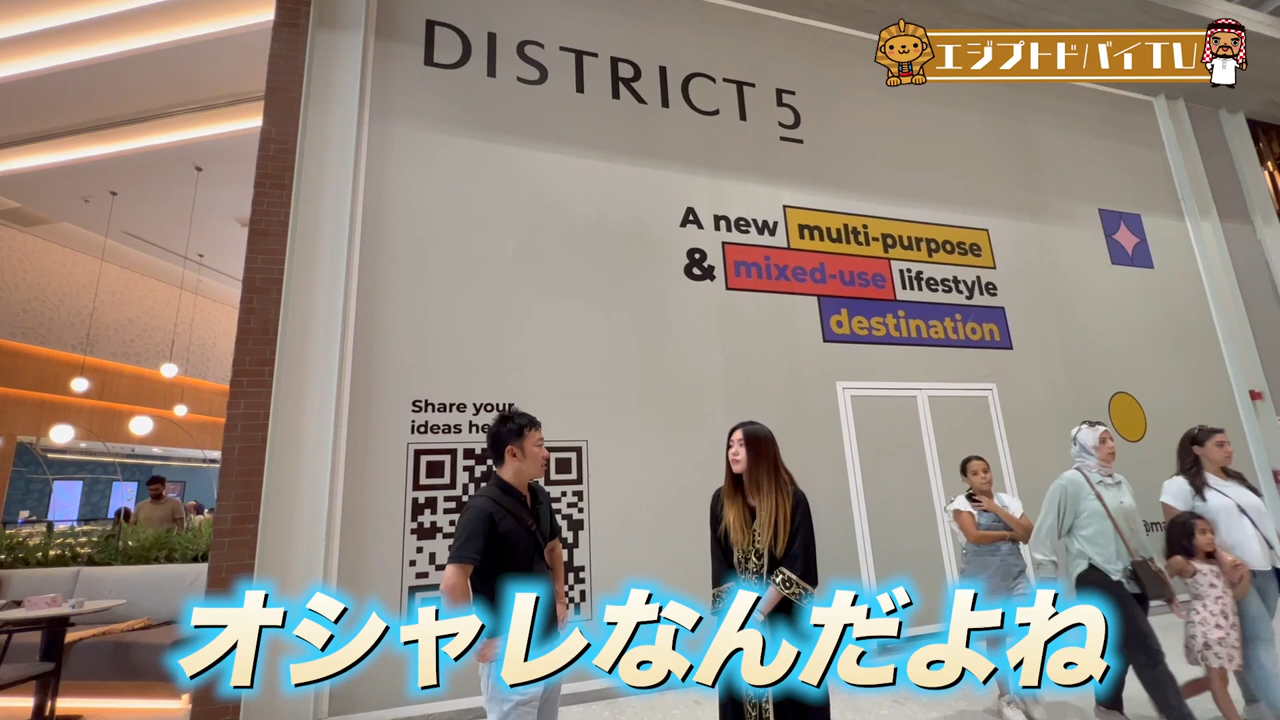 エジプトドバイTV
DISTRICT 5
A new multi-purpose
& mixed-use lifestyle
destination
Share your
ideas he
@ma
オシャレなんだよね